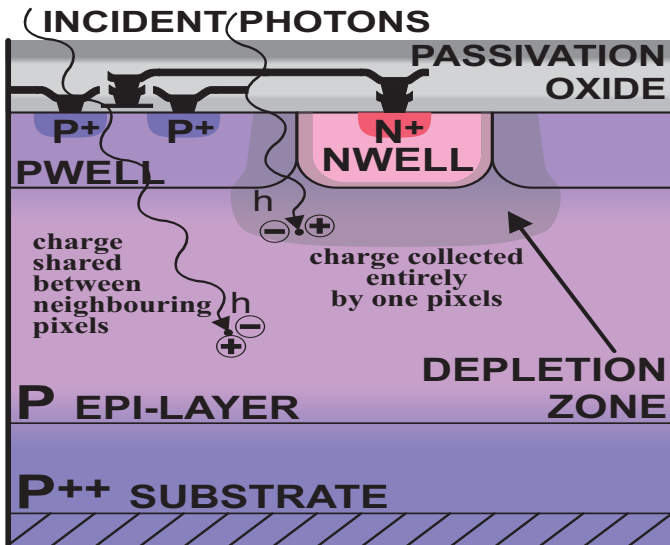 INCIDENT PHOTONS
PASSIVATION
OXIDE
P+
P+
N+
PWELL
NWELL
h
− +
charge
shared
between
neighbouring
pixels
charge collected
entirely
by one pixels
h
−
+
DEPLETION
ZONE
P EPI-LAYER
P++ SUBSTRATE